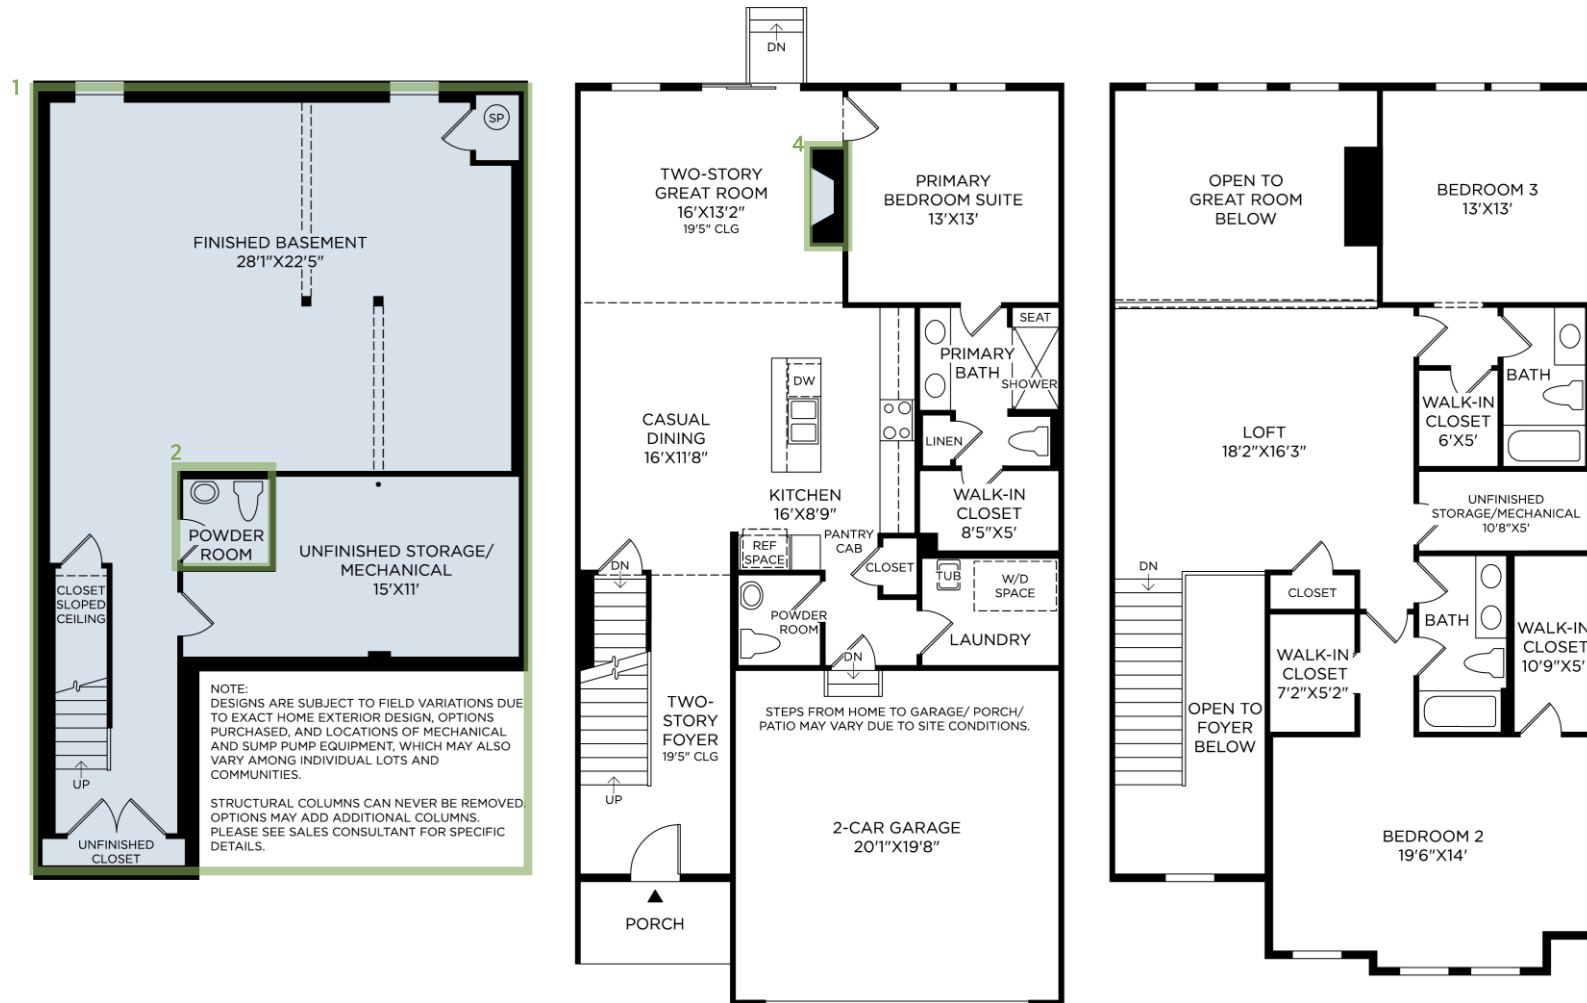 1
SP
FINISHED BASEMENT
28'1"X22'5"
2
POWDER
ROOM
UNFINISHED STORAGE/
MECHANICAL
15'X11'
CLOSET
SLOPED
CEILING
UP
UNFINISHED
CLOSET
NOTE:
DESIGNS ARE SUBJECT TO FIELD VARIATIONS DUE
TO EXACT HOME EXTERIOR DESIGN, OPTIONS
PURCHASED, AND LOCATIONS OF MECHANICAL
AND SUMP PUMP EQUIPMENT, WHICH MAY ALSO
VARY AMONG INDIVIDUAL LOTS AND
COMMUNITIES.
STRUCTURAL COLUMNS CAN NEVER BE REMOVED.
OPTIONS MAY ADD ADDITIONAL COLUMNS.
PLEASE SEE SALES CONSULTANT FOR SPECIFIC
DETAILS.
DN
4
TWO-STORY
GREAT ROOM
16'X13'2"
19'5" CLG
PRIMARY
BEDROOM SUITE
13'X13'
SEAT
PRIMARY
BATH
SHOWER
DW
CASUAL
DINING
16'X11'8"
LINEN
KITCHEN
16'X8'9"
WALK-IN
CLOSET
8'5"X5'
PANTRY
CAB
REF
SPACE
CLOSET
DN
TUB
W/D
SPACE
POWDER
ROOM
LAUNDRY
DN
TWO-
STORY
FOYER
19'5" CLG
STEPS FROM HOME TO GARAGE/ PORCH/
PATIO MAY VARY DUE TO SITE CONDITIONS.
UP
2-CAR GARAGE
20'1"X19'8"
PORCH
OPEN TO
GREAT ROOM
BELOW
BEDROOM 3
13'X13'
BATH
WALK-IN
CLOSET
6'X5'
LOFT
18'2"X16'3"
UNFINISHED
STORAGE/MECHANICAL
10'8"X5'
DN
CLOSET
BATH
WALK-IN
CLOSET
10'9"X5'
WALK-IN
CLOSET
7'2"X5'2"
OPEN TO
FOYER
BELOW
BEDROOM 2
19'6"X14'